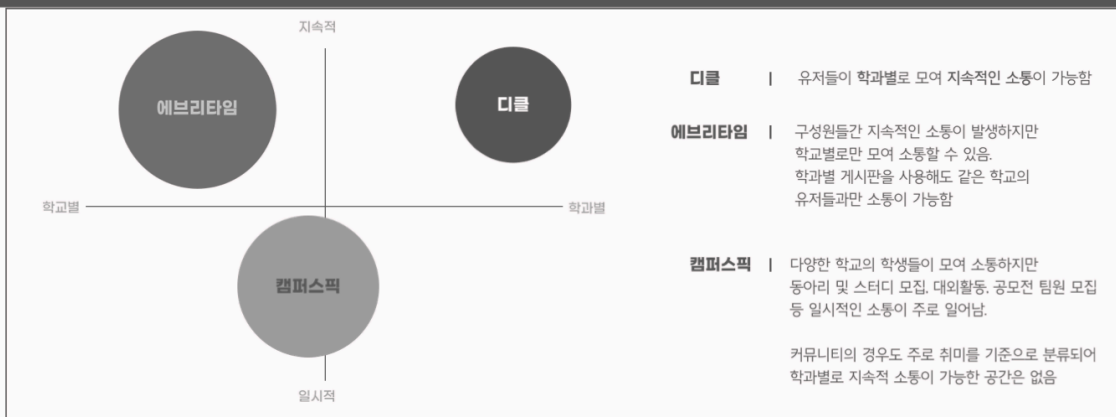 지속적
에브리타임
디클
학교별
학과별
캠퍼스픽
일시적
디클 | 유저들이 학과별로 모여 지속적인 소통이 가능함
에브리타임 | 구성원들간 지속적인 소통이 발생하지만
학교별로만 모여 소통할 수 있음.
학과별 게시판을 사용해도 같은 학교의
유저들과만 소통이 가능함
캠퍼스픽 | 다양한 학교의 학생들이 모여 소통하지만
동아리 및 스터디 모집, 대외활동, 공모전 팀원 모집
등 일시적인 소통이 주로 일어남.
커뮤니티의 경우도 주로 취미를 기준으로 분류되어
학과별로 지속적 소통이 가능한 공간은 없음